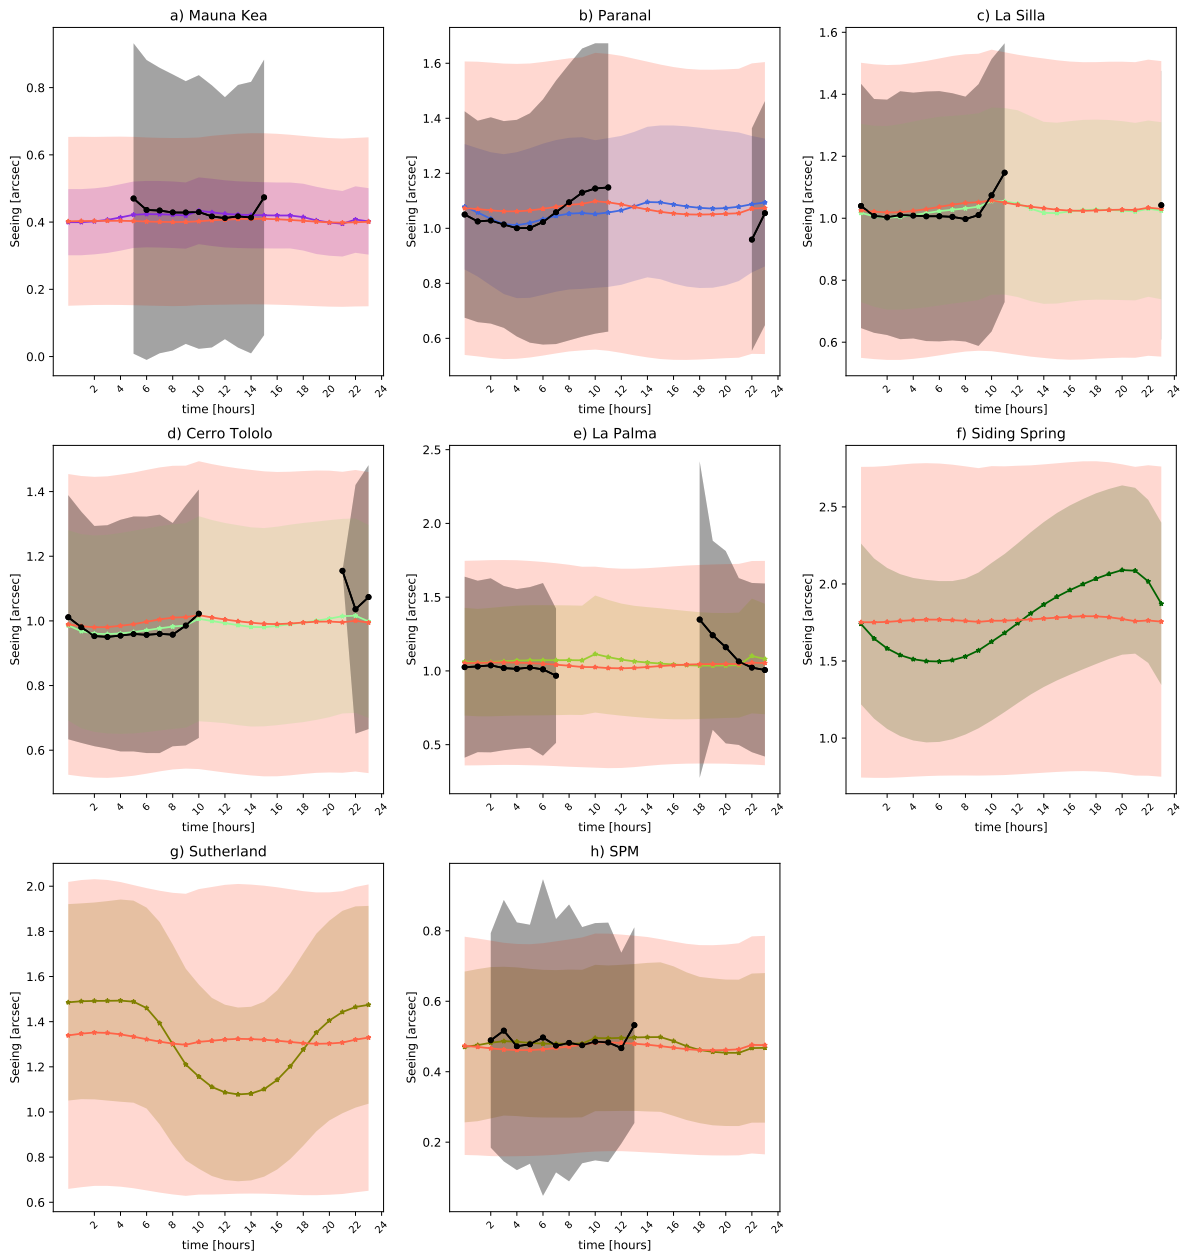 a) Mauna Kea
Seeing [arcsec]
0.8
0.6
0.4
0.2
0.0
2 4 6 8 10 12 14 16 18 20 22 24
time [hours]
b) Paranal
Seeing [arcsec]
1.6
1.4
1.2
1.0
0.8
0.6
2 4 6 8 10 12 14 16 18 20 22 24
time [hours]
c) La Silla
Seeing [arcsec]
1.6
1.4
1.2
1.0
0.8
0.6
2 4 6 8 10 12 14 16 18 20 22 24
time [hours]
d) Cerro Tololo
Seeing [arcsec]
1.4
1.2
1.0
0.8
0.6
2 4 6 8 10 12 14 16 18 20 22 24
time [hours]
e) La Palma
Seeing [arcsec]
2.5
2.0
1.5
1.0
0.5
2 4 6 8 10 12 14 16 18 20 22 24
time [hours]
f) Siding Spring
Seeing [arcsec]
2.5
2.0
1.5
1.0
2 4 6 8 10 12 14 16 18 20 22 24
time [hours]
g) Sutherland
Seeing [arcsec]
2.0
1.8
1.6
1.4
1.2
1.0
0.8
0.6
2 4 6 8 10 12 14 16 18 20 22 24
time [hours]
h) SPM
Seeing [arcsec]
0.8
0.6
0.4
0.2
2 4 6 8 10 12 14 16 18 20 22 24
time [hours]